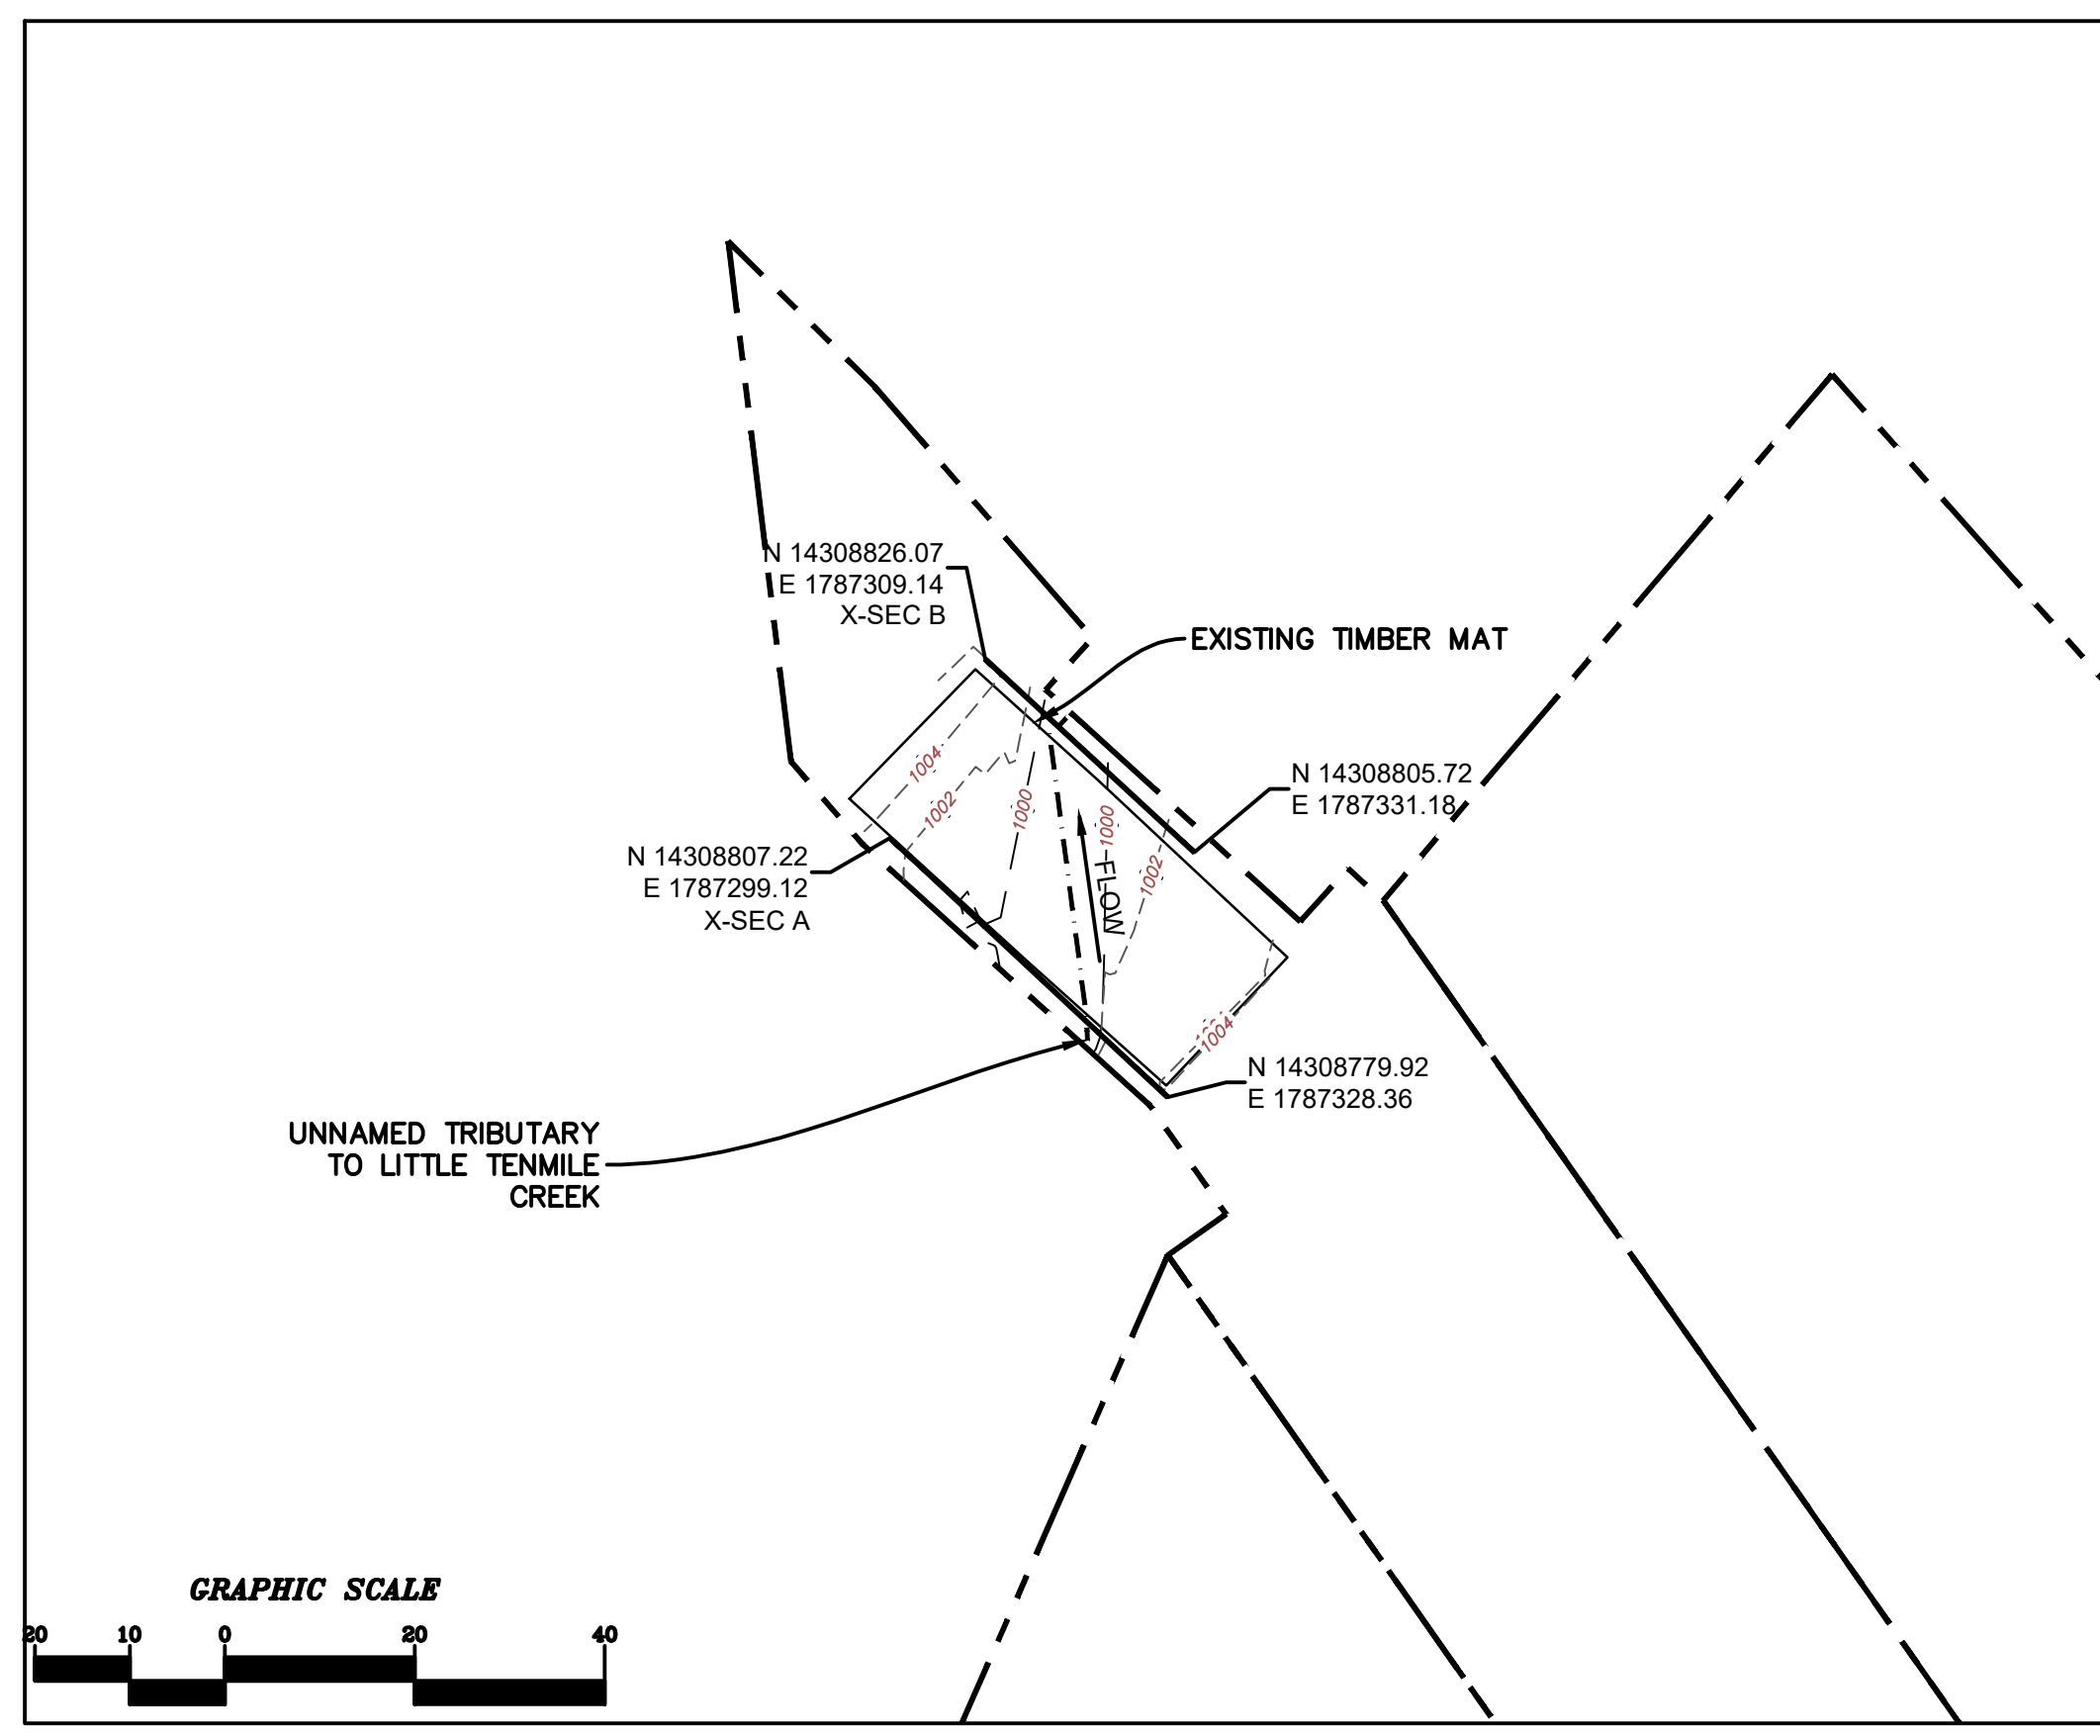 N 14308826.07
E 1787309.14
X-SEC B
EXISTING TIMBER MAT
N 14308805.72
E 1787331.18
1004
1002
1000
1000
1002
FLOW
N 14308807.22
E 1787299.12
X-SEC A
1004
N 14308779.92
E 1787328.36
UNNAMED TRIBUTARY
TO LITTLE TENMILE
CREEK
GRAPHIC SCALE
20 10 0 20 40